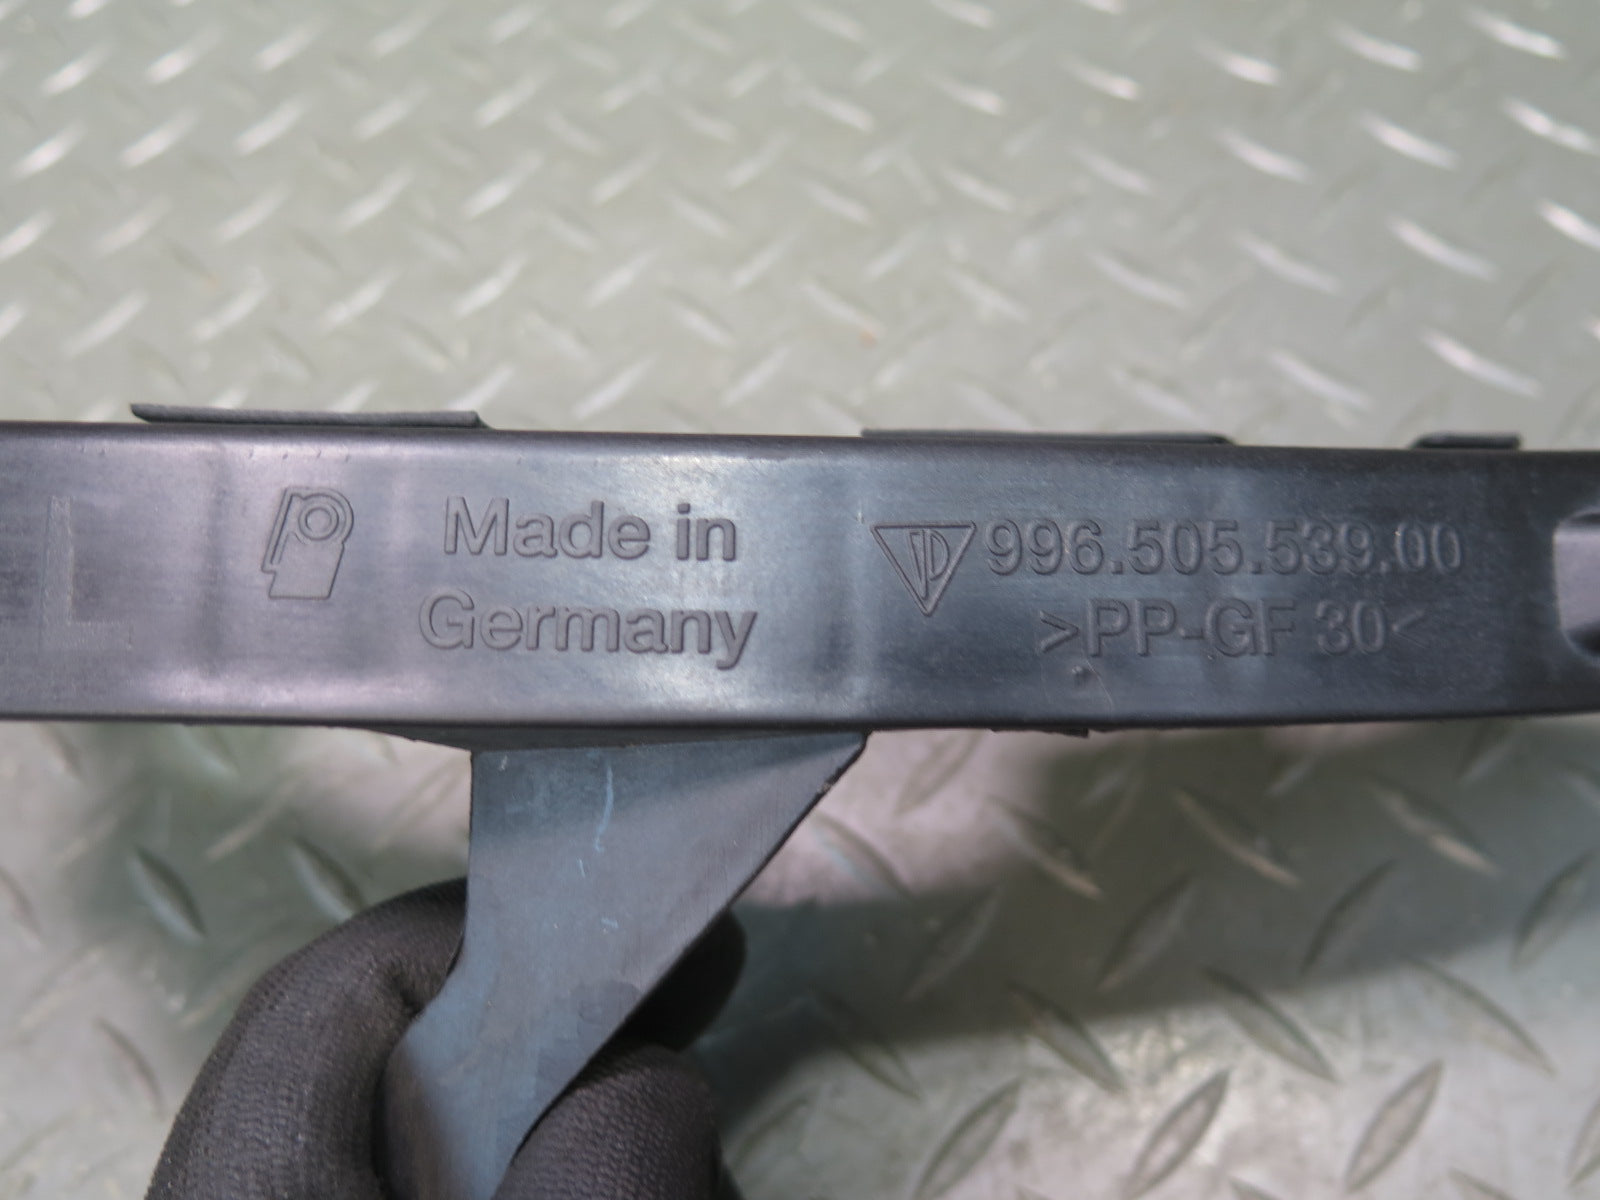 L
Made in
Germany
996.505.539.00
>PP-GF 30<